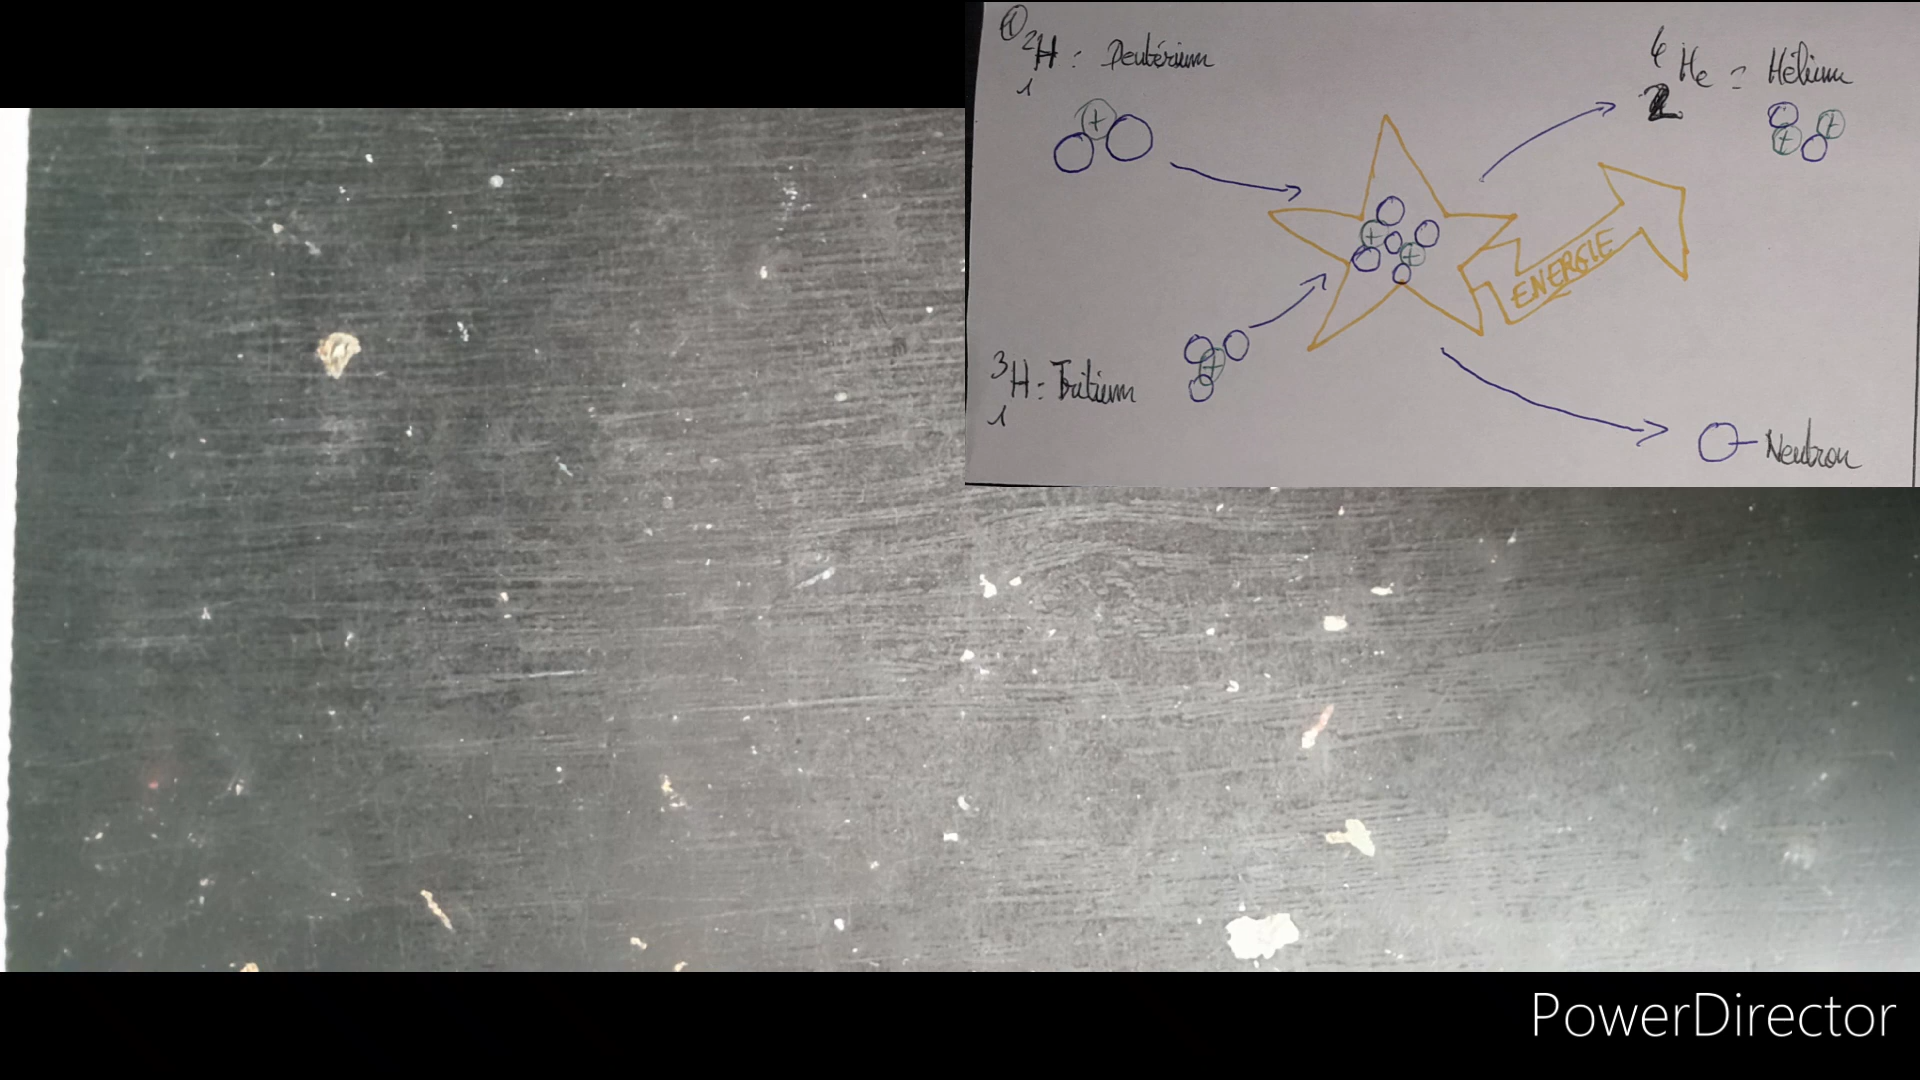 ① ²₁H : Deutérium
⁴₂He = Hélium
+
+ +
+ +
ENERGIE
+
³₁H : Tritium
Neutron
PowerDirector